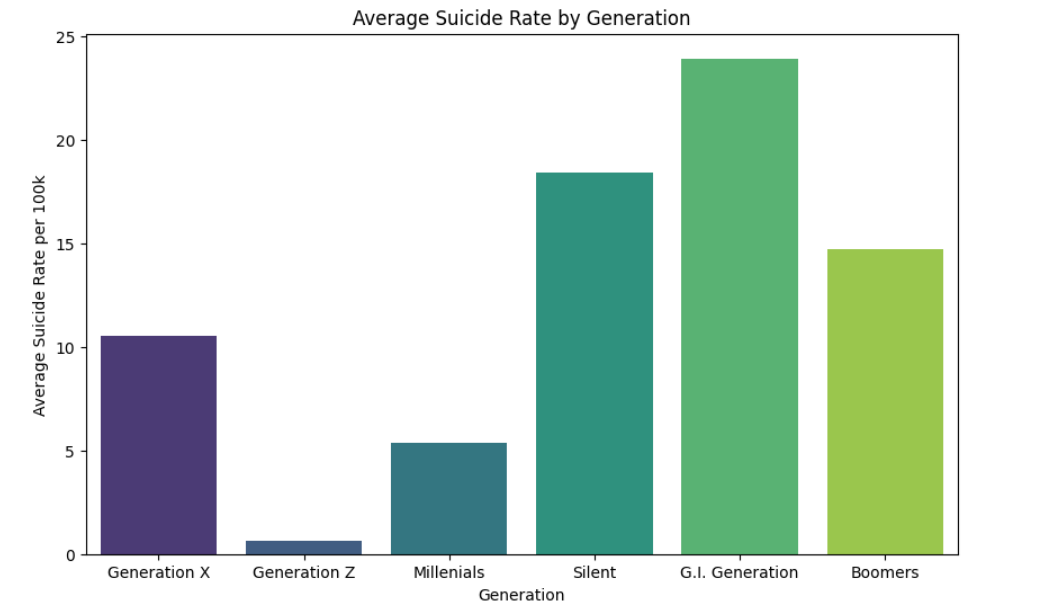 Average Suicide Rate by Generation
Average Suicide Rate per 100k
25
20
15
10
5
0
Generation X
Generation Z
Millenials
Silent
G.I. Generation
Boomers
Generation